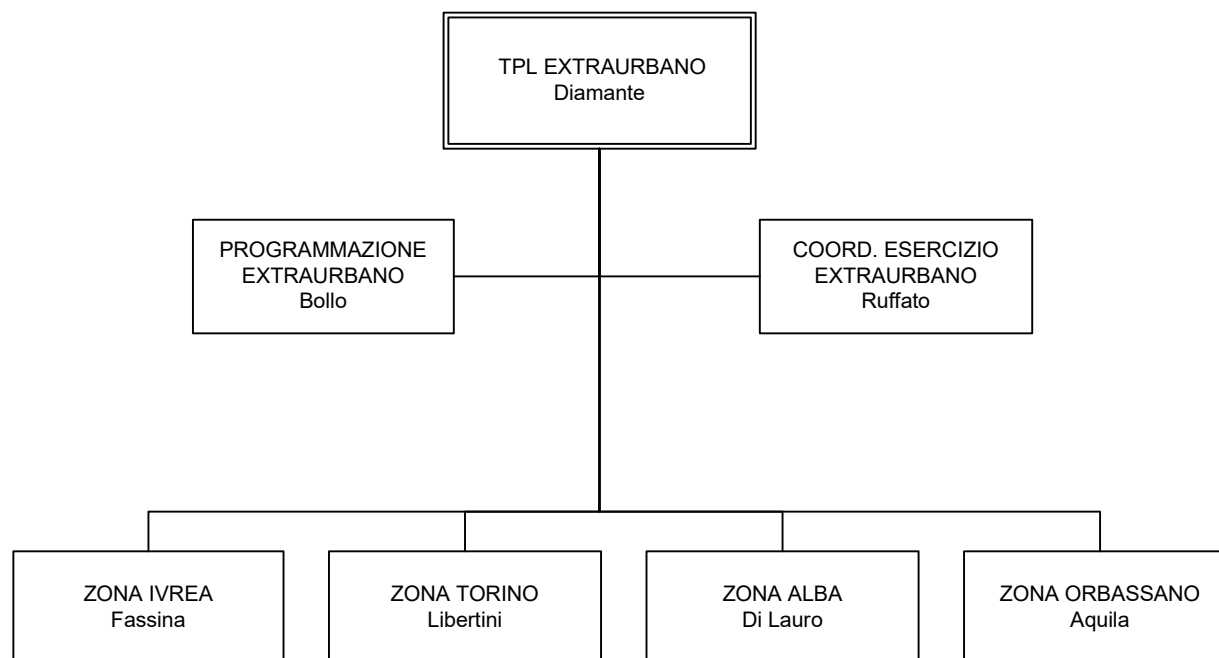 TPL EXTRAURBANO
Diamante
PROGRAMMAZIONE
EXTRAURBANO
Bollo
COORD. ESERCIZIO
EXTRAURBANO
Ruffato
ZONA IVREA
Fassina
ZONA TORINO
Libertini
ZONA ALBA
Di Lauro
ZONA ORBASSANO
Aquila